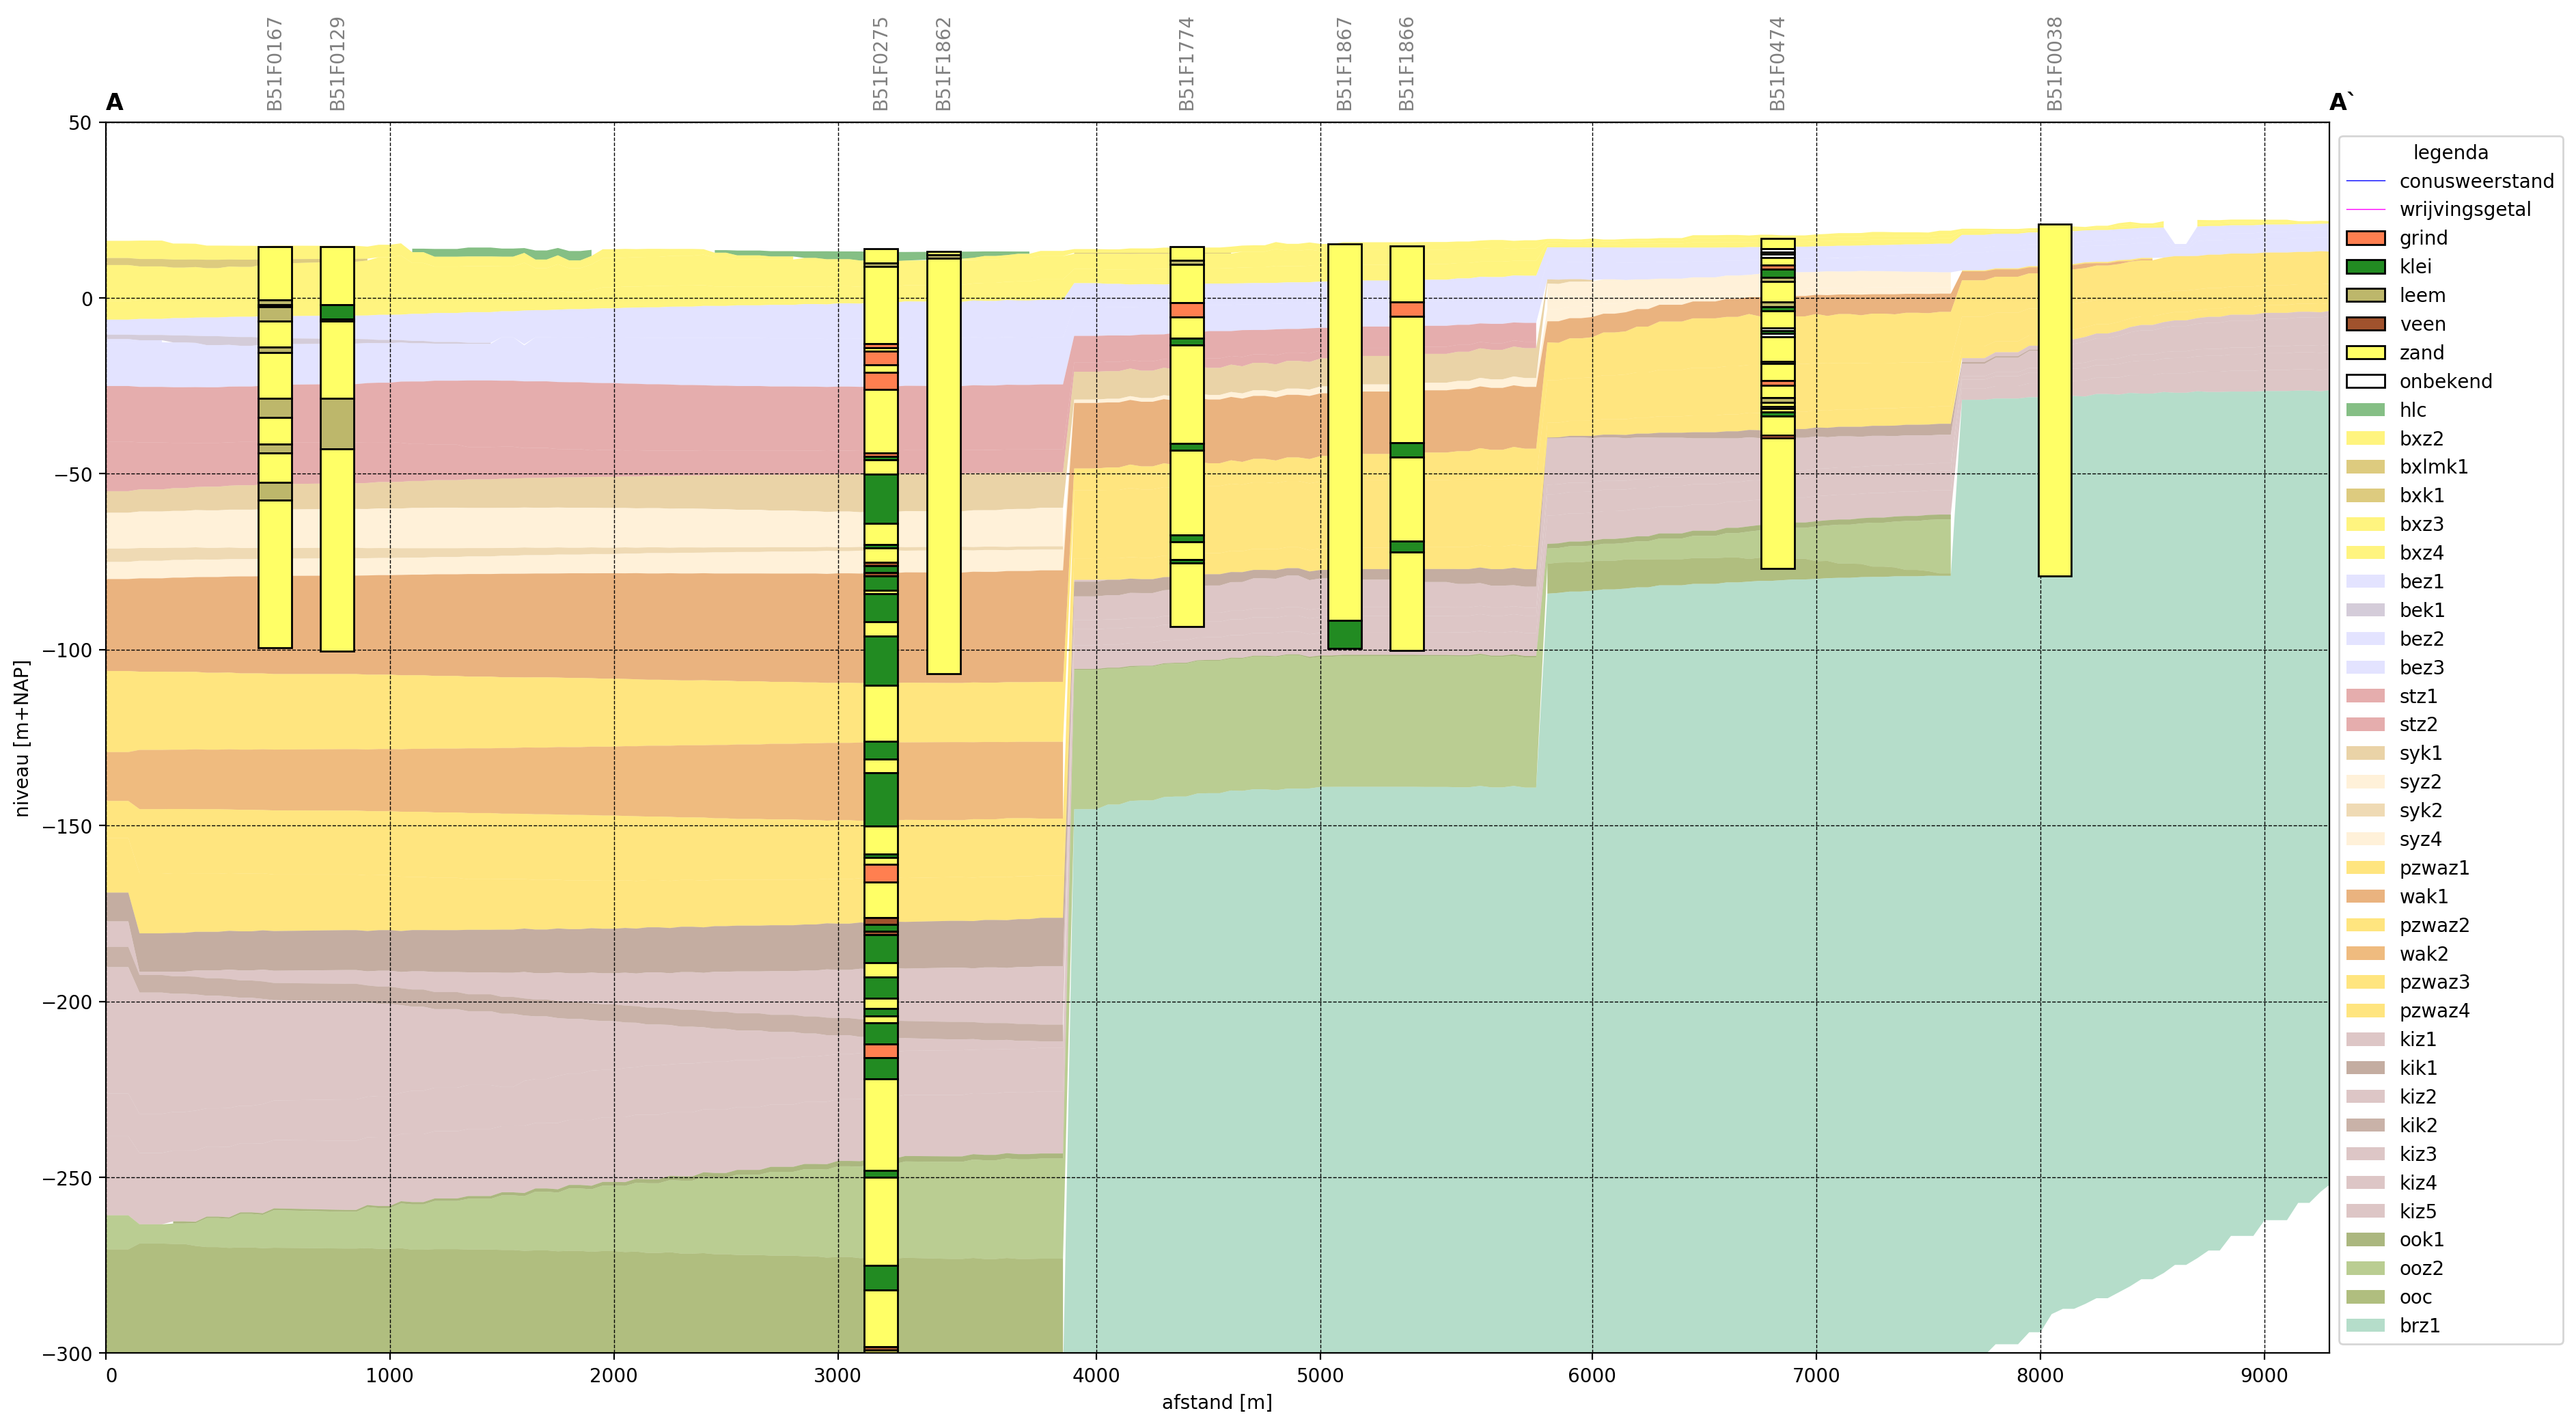 B51F0167
B51F0129
B51F0275
B51F1862
B51F1774
B51F1867
B51F1866
B51F0474
B51F0038
A
A`
50
0
−50
−100
−150
−200
−250
−300
niveau [m+NAP]
0
1000
2000
3000
4000
5000
6000
7000
8000
9000
afstand [m]
legenda
conusweerstand
wrijvingsgetal
grind
klei
leem
veen
zand
onbekend
hlc
bxz2
bxlmk1
bxk1
bxz3
bxz4
bez1
bek1
bez2
bez3
stz1
stz2
syk1
syz2
syk2
syz4
pzwaz1
wak1
pzwaz2
wak2
pzwaz3
pzwaz4
kiz1
kik1
kiz2
kik2
kiz3
kiz4
kiz5
ook1
ooz2
ooc
brz1